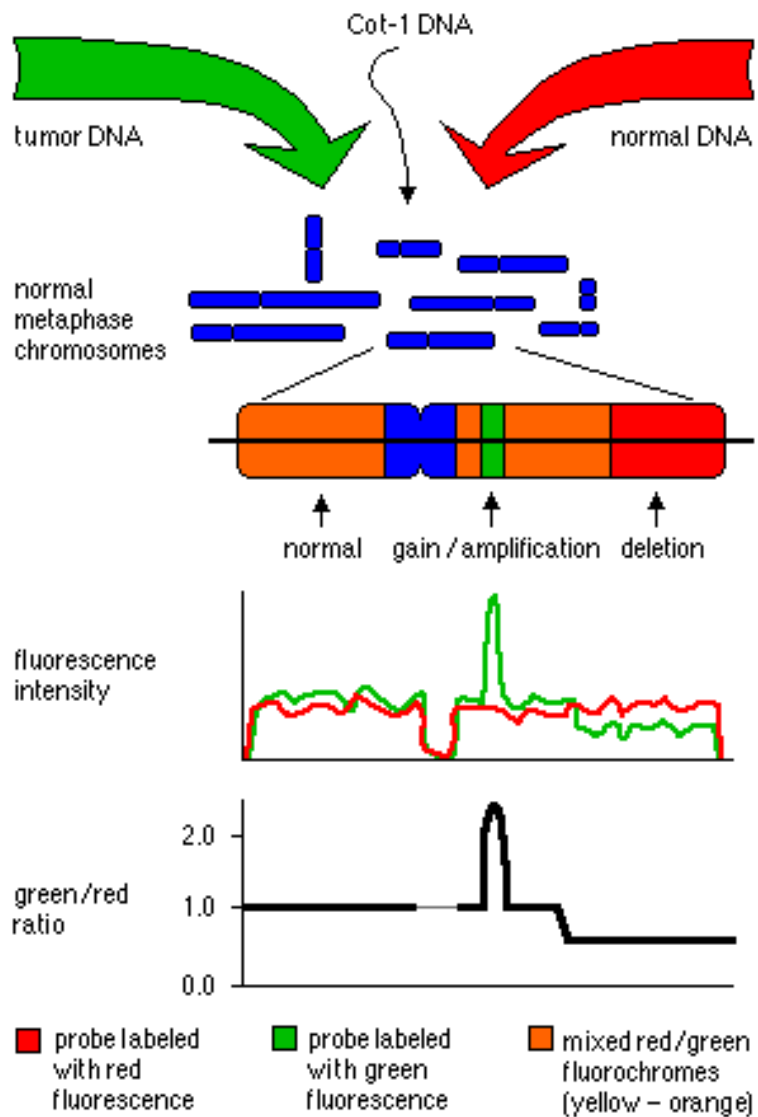 Cot-1 DNA
tumor DNA
normal DNA
normal
metaphase
chromosomes
normal
gain / amplification
deletion
fluorescence
intensity
2.0
green/red
ratio
1.0
0.0
probe labeled
with red
fluorescence
probe labeled
with green
fluorescence
mixed red/green
fluorochromes
(yellow – orange)